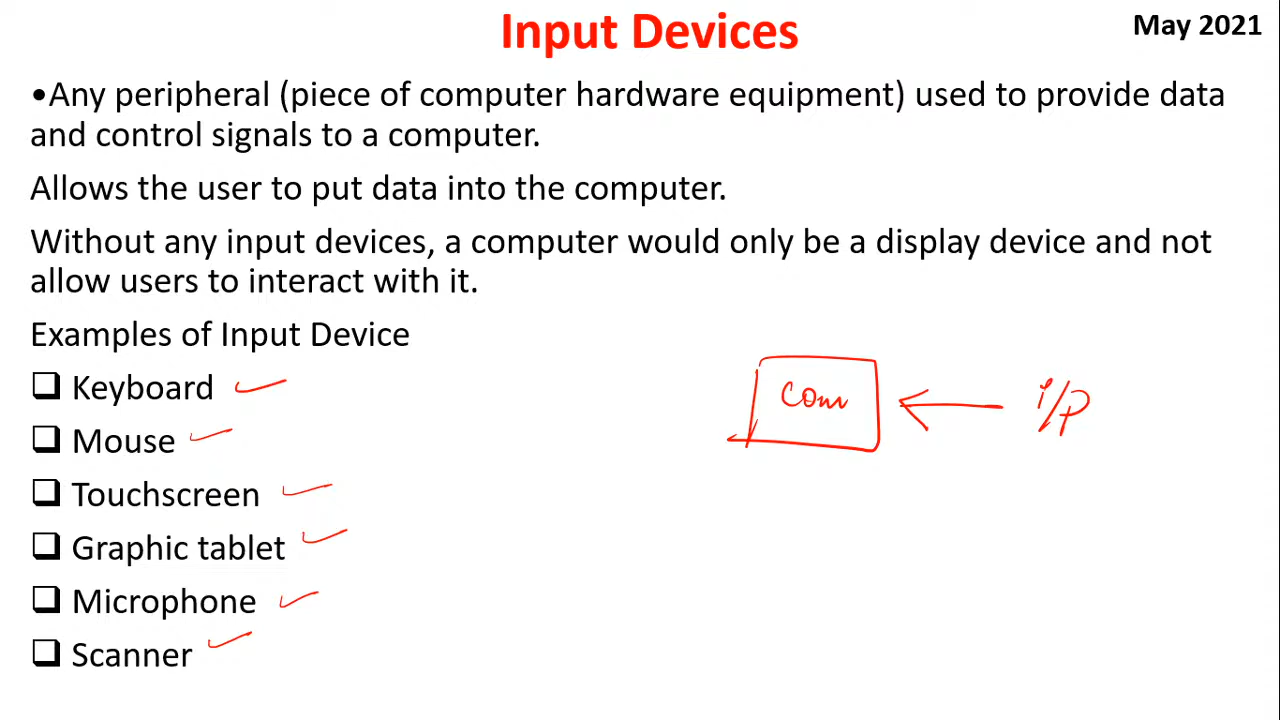 Input Devices
May 2021
•Any peripheral (piece of computer hardware equipment) used to provide data
and control signals to a computer.
Allows the user to put data into the computer.
Without any input devices, a computer would only be a display device and not
allow users to interact with it.
Examples of Input Device
Keyboard
Mouse
Touchscreen
Graphic tablet
Microphone
Scanner
Com
i/P